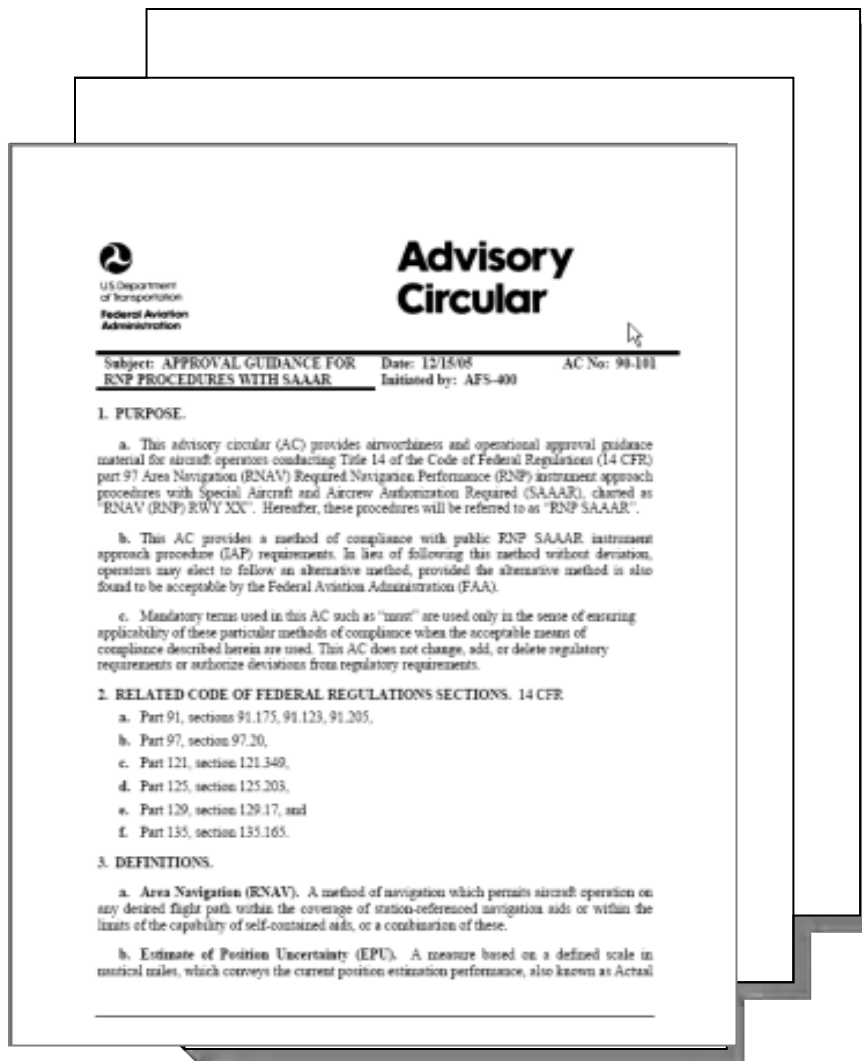 U.S. Department
of Transportation
Federal Aviation
Administration
Advisory
Circular
Subject: APPROVAL GUIDANCE FOR
RNP PROCEDURES WITH SAAAR
Date: 12/15/05
Initiated by: AFS-400
AC No: 90-101
1. PURPOSE.
a. This advisory circular (AC) provides airworthiness and operational approval guidance
material for aircraft operators conducting Title 14 of the Code of Federal Regulations (14 CFR)
part 97 Area Navigation (RNAV) Required Navigation Performance (RNP) instrument approach
procedures with Special Aircraft and Aircrew Authorization Required (SAAAR), charted as
"RNAV (RNP) RWY XX". Hereafter, these procedures will be referred to as "RNP SAAAR".
b. This AC provides a method of compliance with public RNP SAAAR instrument
approach procedure (IAP) requirements. In lieu of following this method without deviation,
operators may elect to follow an alternative method, provided the alternative method is also
found to be acceptable by the Federal Aviation Administration (FAA).
c. Mandatory terms used in this AC such as "must" are used only in the sense of ensuring
applicability of these particular methods of compliance when the acceptable means of
compliance described herein are used. This AC does not change, add, or delete regulatory
requirements or authorize deviations from regulatory requirements.
2. RELATED CODE OF FEDERAL REGULATIONS SECTIONS. 14 CFR
a. Part 91, sections 91.175, 91.123, 91.205,
b. Part 97, section 97.20,
c. Part 121, section 121.349,
d. Part 125, section 125.203,
e. Part 129, section 129.17, and
f. Part 135, section 135.165.
3. DEFINITIONS.
a. Area Navigation (RNAV). A method of navigation which permits aircraft operation on
any desired flight path within the coverage of station-referenced navigation aids or within the
limits of the capability of self-contained aids, or a combination of these.
b. Estimate of Position Uncertainty (EPU). A measure based on a defined scale in
nautical miles, which conveys the current position estimation performance, also known as Actual